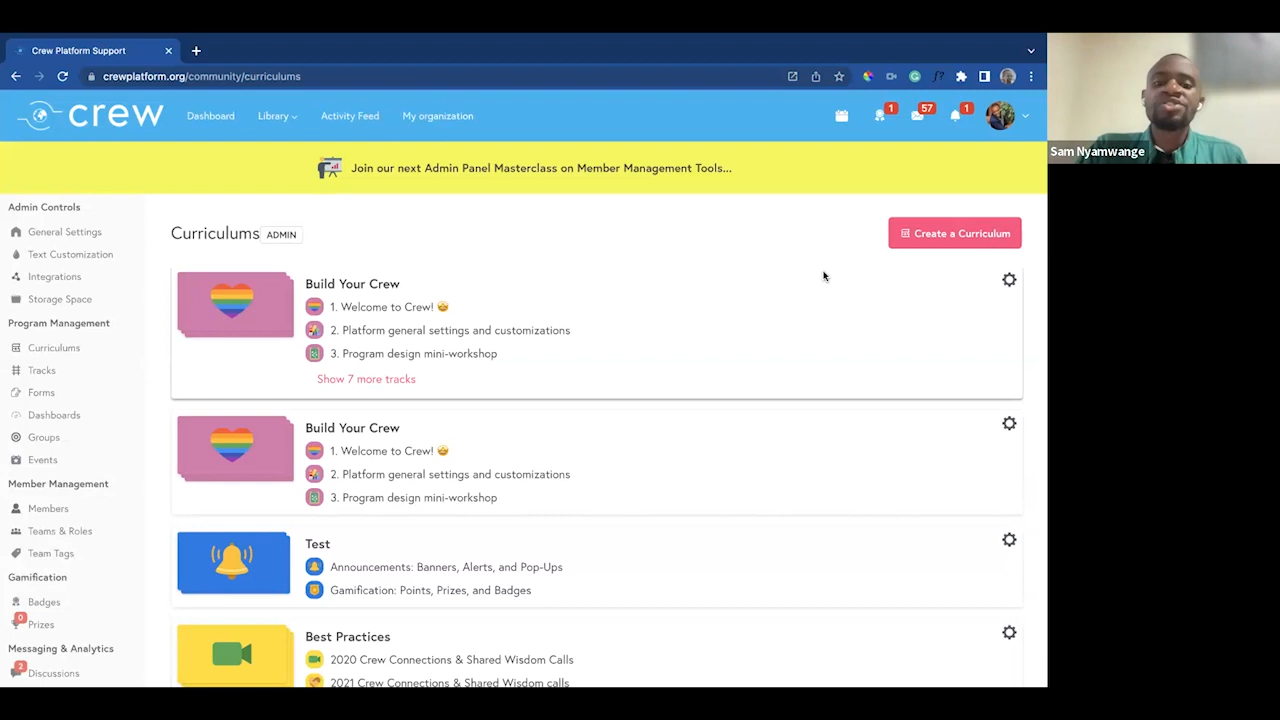 Crew Platform Support
crewplatform.org/community/curriculums
crew
Dashboard
Library
Activity Feed
My organization
1
57
1
Sam Nyamwange
Join our next Admin Panel Masterclass on Member Management Tools...
Admin Controls
General Settings
Text Customization
Integrations
Storage Space
Program Management
Curriculums
Tracks
Forms
Dashboards
Groups
Events
Member Management
Members
Teams & Roles
Team Tags
Gamification
Badges
0
Prizes
Messaging & Analytics
2
Discussions
Curriculums ADMIN
Create a Curriculum
Build Your Crew
1. Welcome to Crew! 🤩
2. Platform general settings and customizations
3. Program design mini-workshop
Show 7 more tracks
Build Your Crew
1. Welcome to Crew! 🤩
2. Platform general settings and customizations
3. Program design mini-workshop
Test
Announcements: Banners, Alerts, and Pop-Ups
Gamification: Points, Prizes, and Badges
Best Practices
2020 Crew Connections & Shared Wisdom Calls
2021 Crew Connections & Shared Wisdom calls